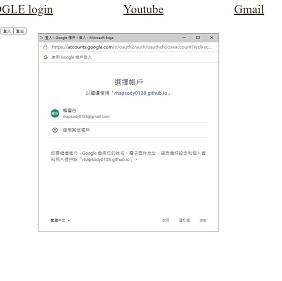 GLE login Youtube Gmail
登入 登出
登入 - Google 帳戶 - 個人 - Microsoft Edge
https://accounts.google.com/o/oauth2/auth/oauthchooseaccount?redirec...
使用 Google 帳戶登入
選擇帳戶
以繼續使用「rhapsody0128.github.io」
rhapsody0128@gmail.com
使用其他帳戶
如要繼續進行，Google 會將您的姓名、電子郵件地址、語言偏好設定和個人資
料相片提供給「rhapsody0128.github.io」。
繁體中文
說明 隱私權 條款